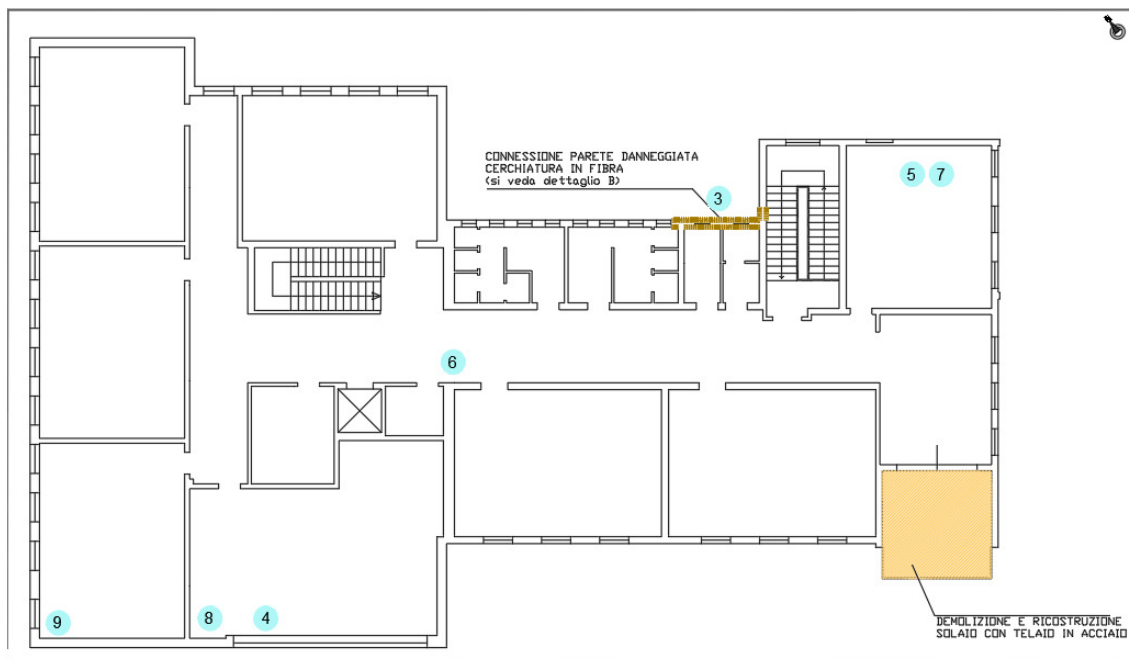 CONNESSIONE PARETE DANNEGGIATA
CERCHIATURA IN FIBRA
(si veda dettaglio B)
3
5 7
6
9
8
4
DEMOLIZIONE E RICOSTRUZIONE
SOLAIO CON TELAIO IN ACCIAIO